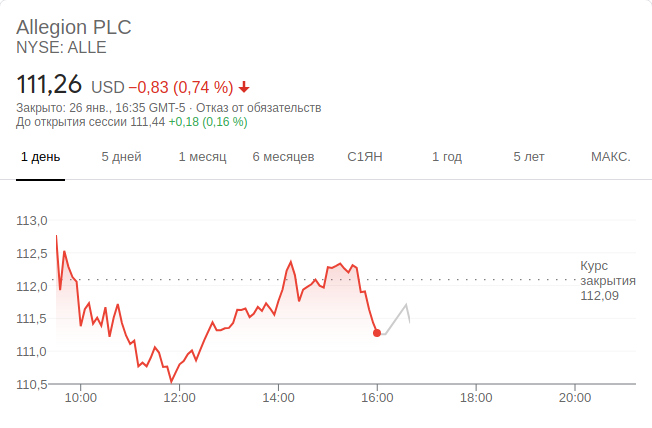 Allegion PLC
NYSE: ALLE
111,26 USD −0,83 (0,74 %)
Закрыто: 26 янв., 16:35 GMT-5 · Отказ от обязательств
До открытия сессии 111,44 +0,18 (0,16 %)
1 день 5 дней 1 месяц 6 месяцев С1ЯН 1 год 5 лет МАКС.
113,0
112,5
112,0
111,5
111,0
110,5
Курс
закрытия
112,09
10:00 12:00 14:00 16:00 18:00 20:00